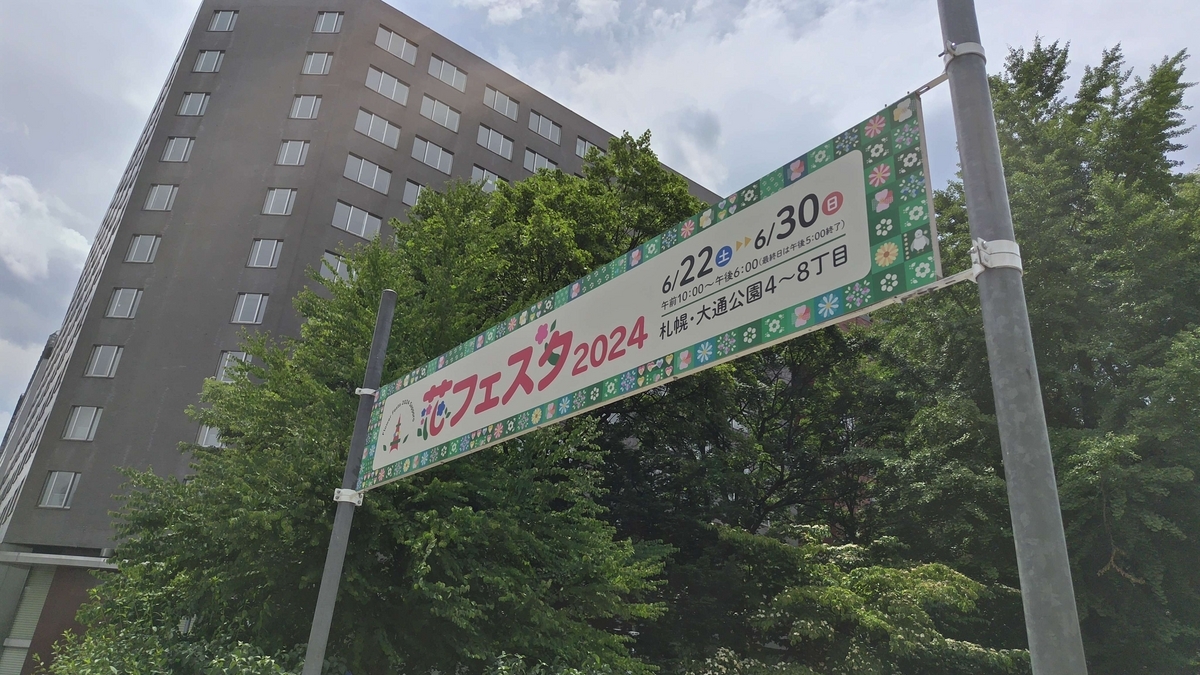 花フェスタ2024
6/22土▶▶6/30日
午前10:00～午後6:00(最終日は午後5:00終了)
札幌・大通公園4～8丁目